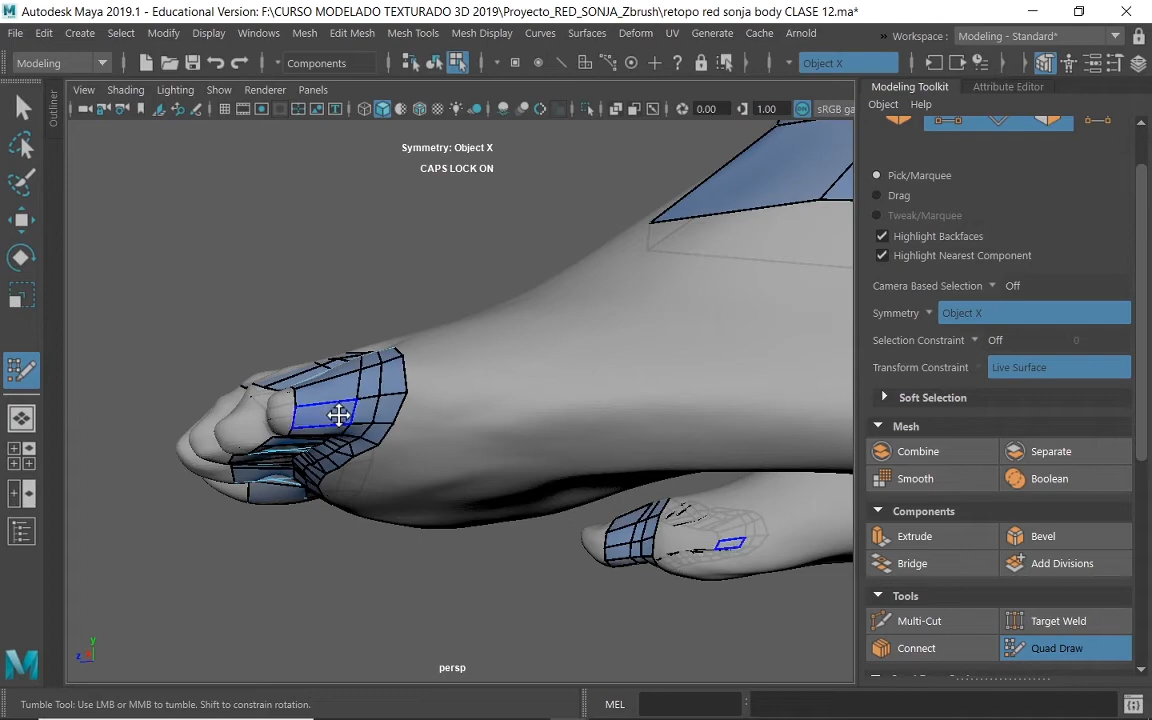 Autodesk Maya 2019.1 - Educational Version: F:\CURSO MODELADO TEXTURADO 3D 2019\Proyecto_RED_SONJA_Zbrush\retopo red sonja body CLASE 12.ma*
File Edit Create Select Modify Display Windows Mesh Edit Mesh Mesh Tools Mesh Display Curves Surfaces Deform UV Generate Cache Arnold Workspace : Modeling - Standard*
Modeling Components Object X
Outliner
View Shading Lighting Show Renderer Panels
0.00 1.00 sRGB ga
Symmetry: Object X
CAPS LOCK ON
y
z
persp
Modeling Toolkit Attribute Editor
Object Help
Pick/Marquee
Drag
Tweak/Marquee
Highlight Backfaces
Highlight Nearest Component
Camera Based Selection Off
Symmetry Object X
Selection Constraint Off 0
Transform Constraint Live Surface
Soft Selection
Mesh
Combine Separate
Smooth Boolean
Components
Extrude Bevel
Bridge Add Divisions
Tools
Multi-Cut Target Weld
Connect Quad Draw
Tumble Tool: Use LMB or MMB to tumble. Shift to constrain rotation. MEL